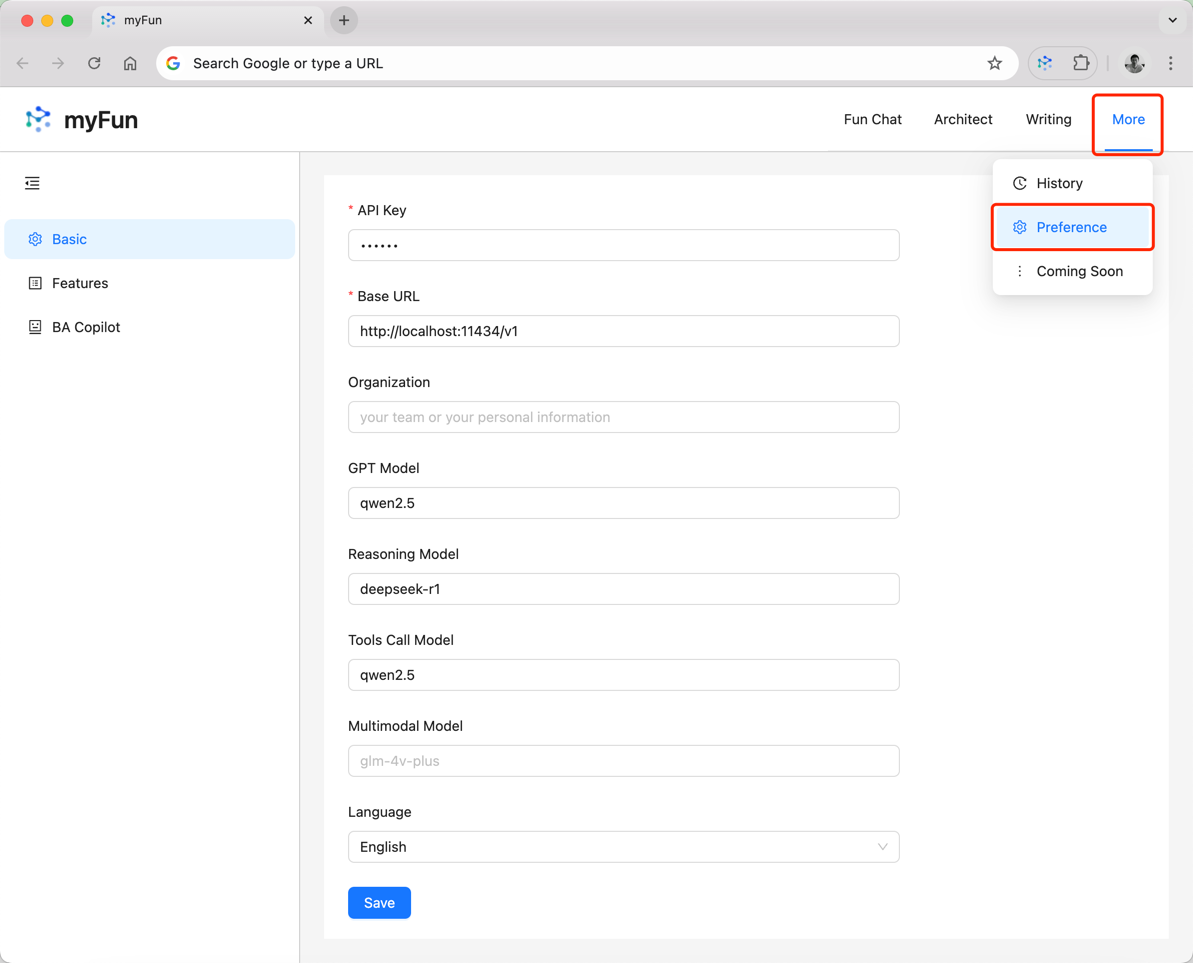 myFun
Search Google or type a URL
myFun
Fun Chat
Architect
Writing
More
History
Preference
Coming Soon
Basic
Features
BA Copilot
* API Key
••••••
* Base URL
http://localhost:11434/v1
Organization
your team or your personal information
GPT Model
qwen2.5
Reasoning Model
deepseek-r1
Tools Call Model
qwen2.5
Multimodal Model
glm-4v-plus
Language
English
Save